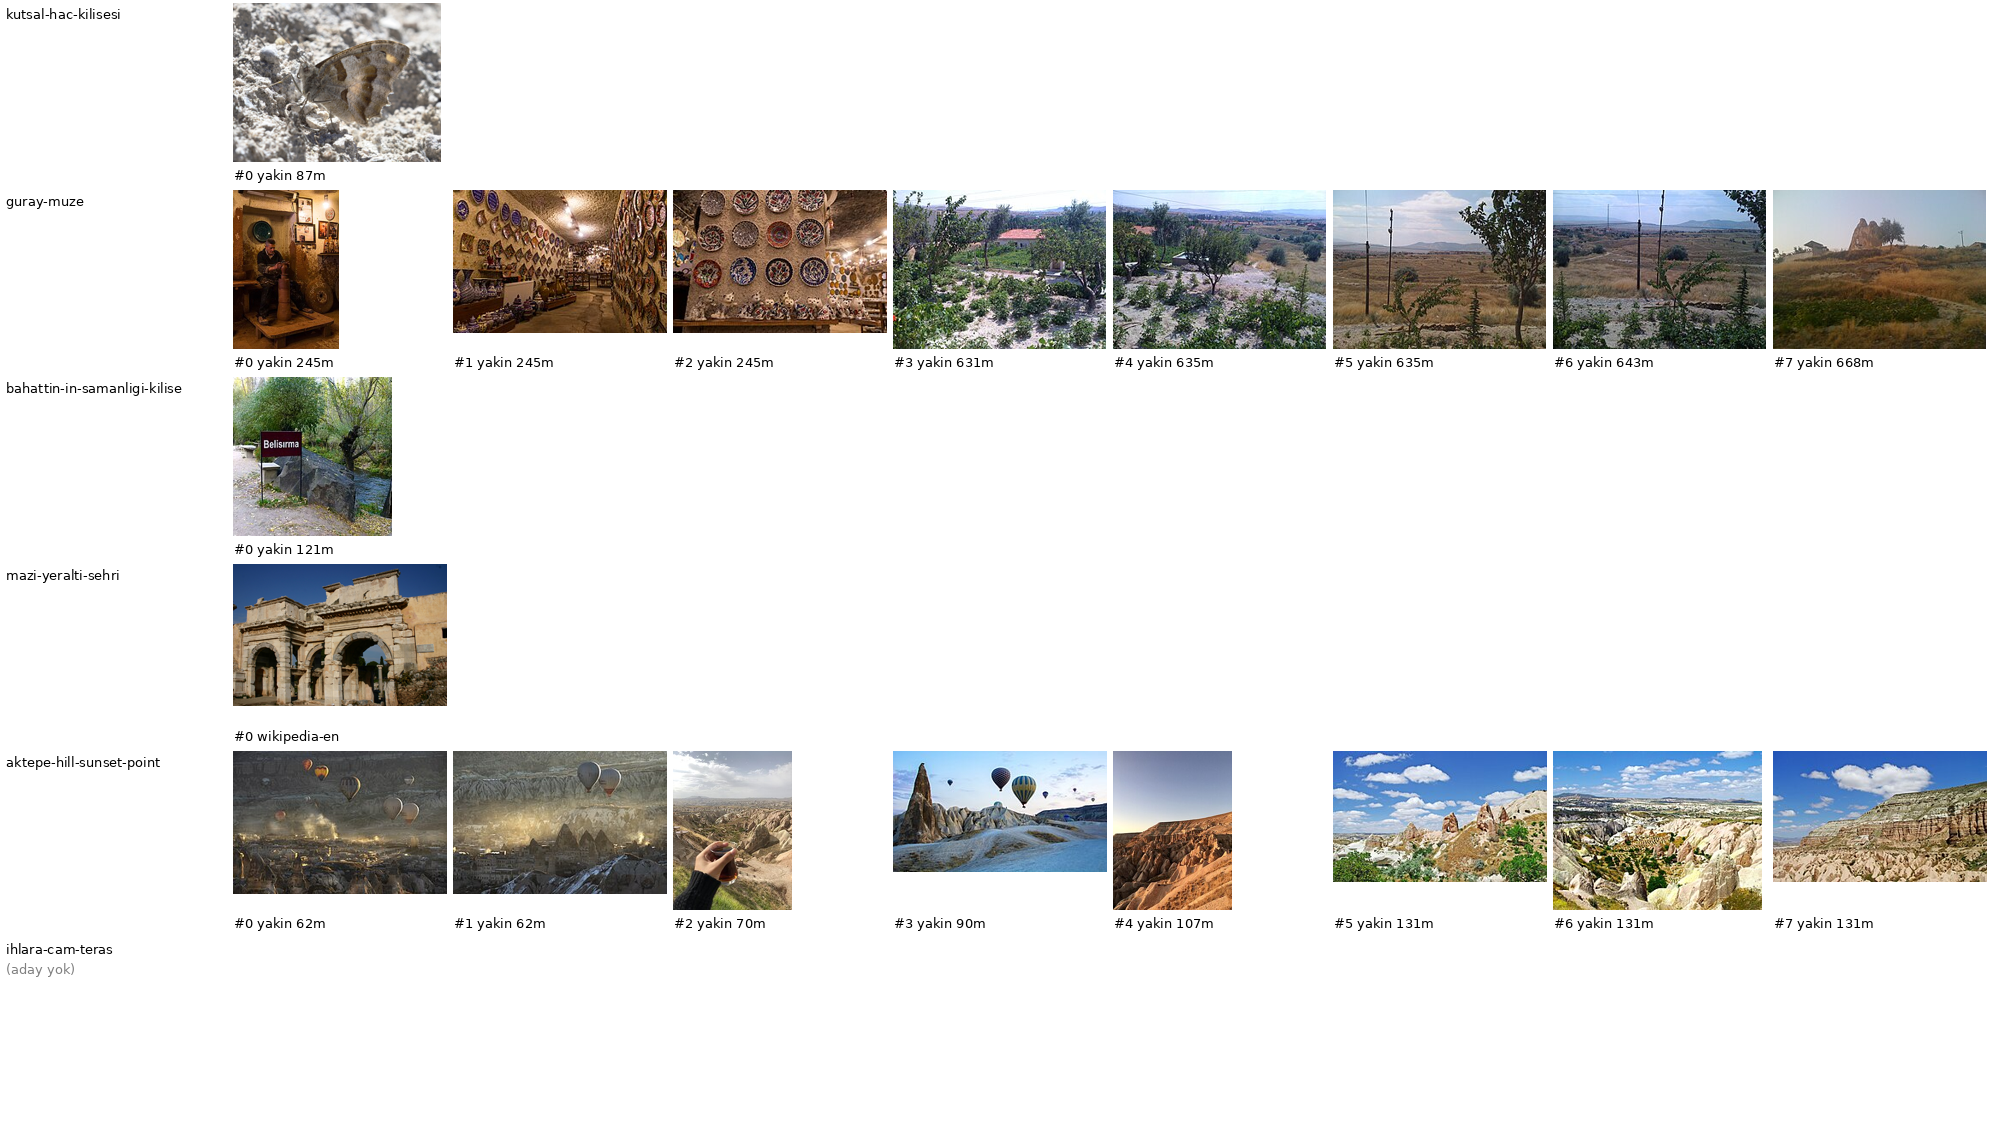 kutsal-hac-kilisesi
#0 yakin 87m
guray-muze
#0 yakin 245m
#1 yakin 245m
#2 yakin 245m
#3 yakin 631m
#4 yakin 635m
#5 yakin 635m
#6 yakin 643m
#7 yakin 668m
bahattin-in-samanligi-kilise
Belisırma
#0 yakin 121m
mazi-yeralti-sehri
#0 wikipedia-en
aktepe-hill-sunset-point
#0 yakin 62m
#1 yakin 62m
#2 yakin 70m
#3 yakin 90m
#4 yakin 107m
#5 yakin 131m
#6 yakin 131m
#7 yakin 131m
ihlara-cam-teras
(aday yok)